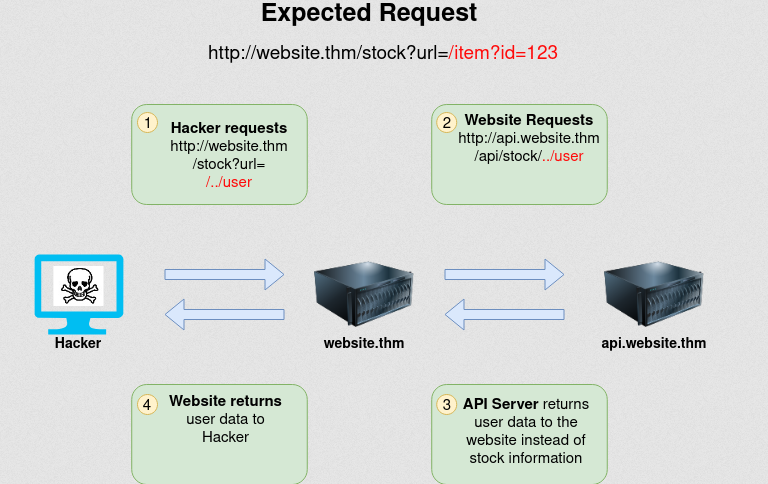 Expected Request
http://website.thm/stock?url=/item?id=123
1
Hacker requests
http://website.thm
/stock?url=
/../user
2
Website Requests
http://api.website.thm
/api/stock/../user
Hacker
website.thm
api.website.thm
4
Website returns
user data to
Hacker
3
API Server returns
user data to the
website instead of
stock information